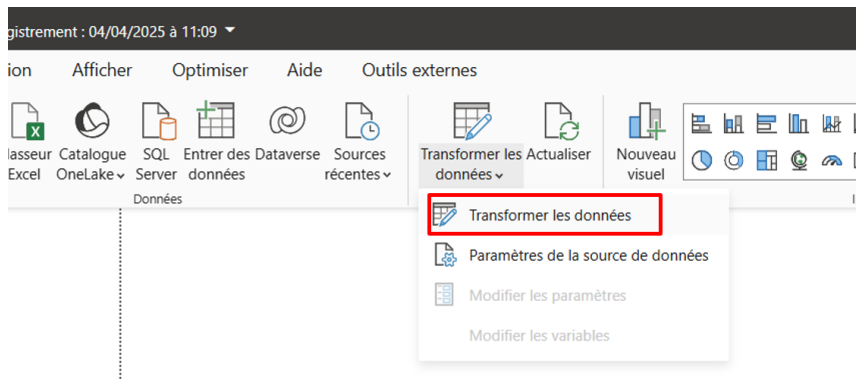 gistrement : 04/04/2025 à 11:09
ion Afficher Optimiser Aide Outils externes
lasseur Catalogue SQL Entrer des Dataverse Sources Transformer les Actualiser Nouveau
Excel OneLake Server données récentes données visuel
Données
Transformer les données
Paramètres de la source de données
Modifier les paramètres
Modifier les variables